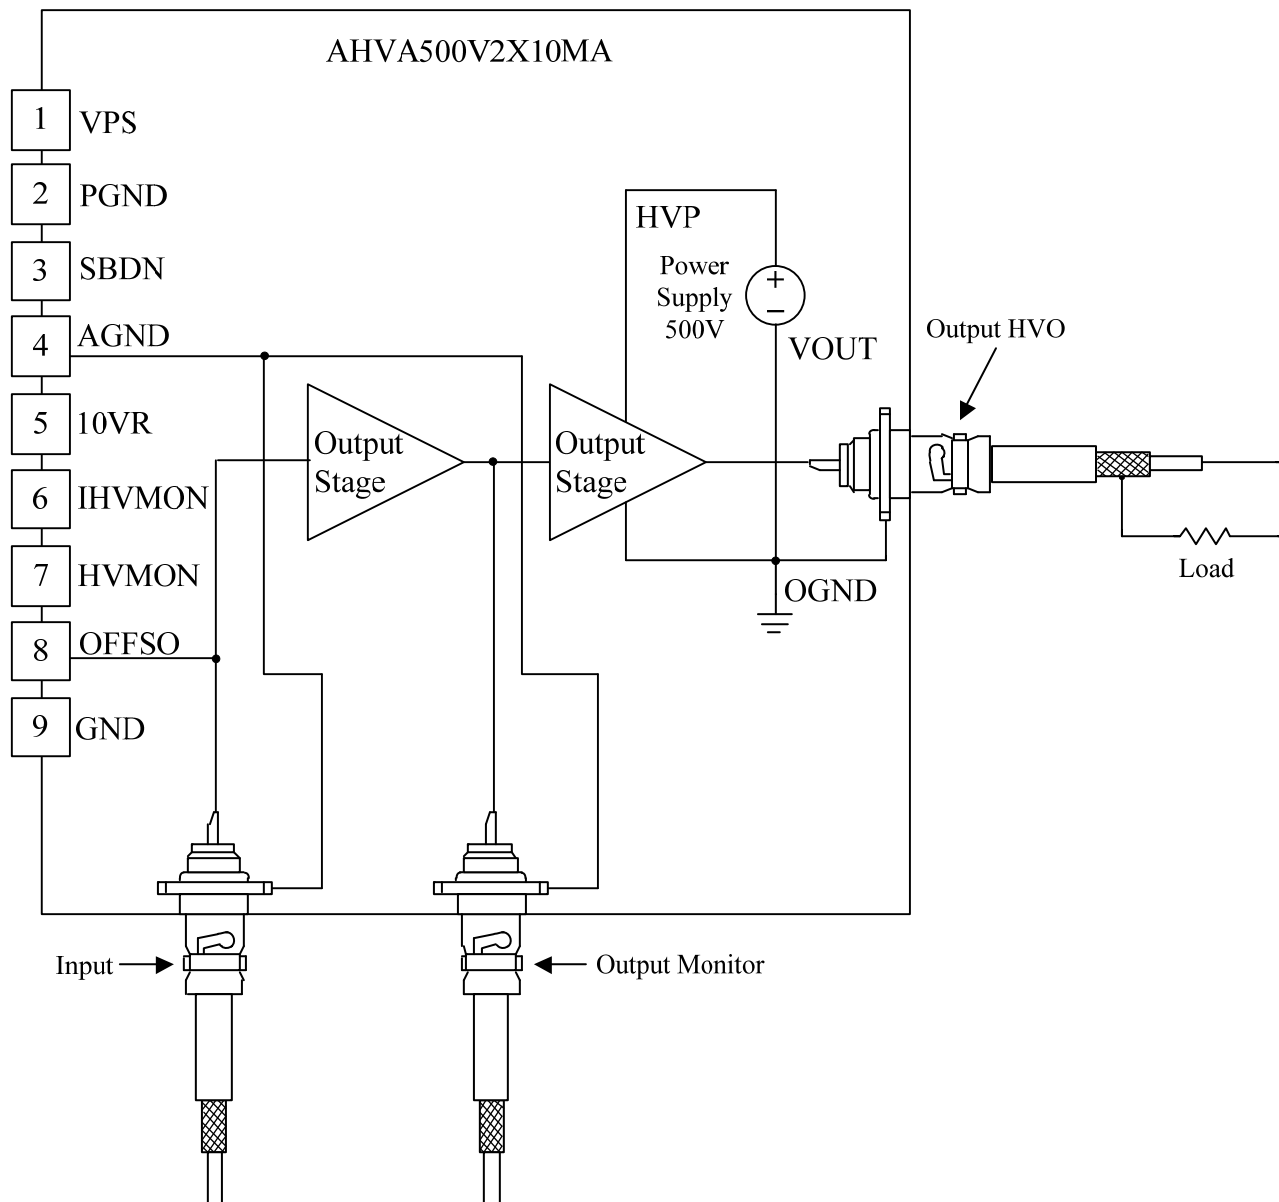 AHVA500V2X10MA
1 VPS
2 PGND
3 SBDN
4 AGND
5 10VR
6 IHVMON
7 HVMON
8 OFFSO
9 GND
HVP
Power
Supply
500V
+
−
VOUT
Output HVO
Output
Stage
Output
Stage
Load
OGND
Input
Output Monitor